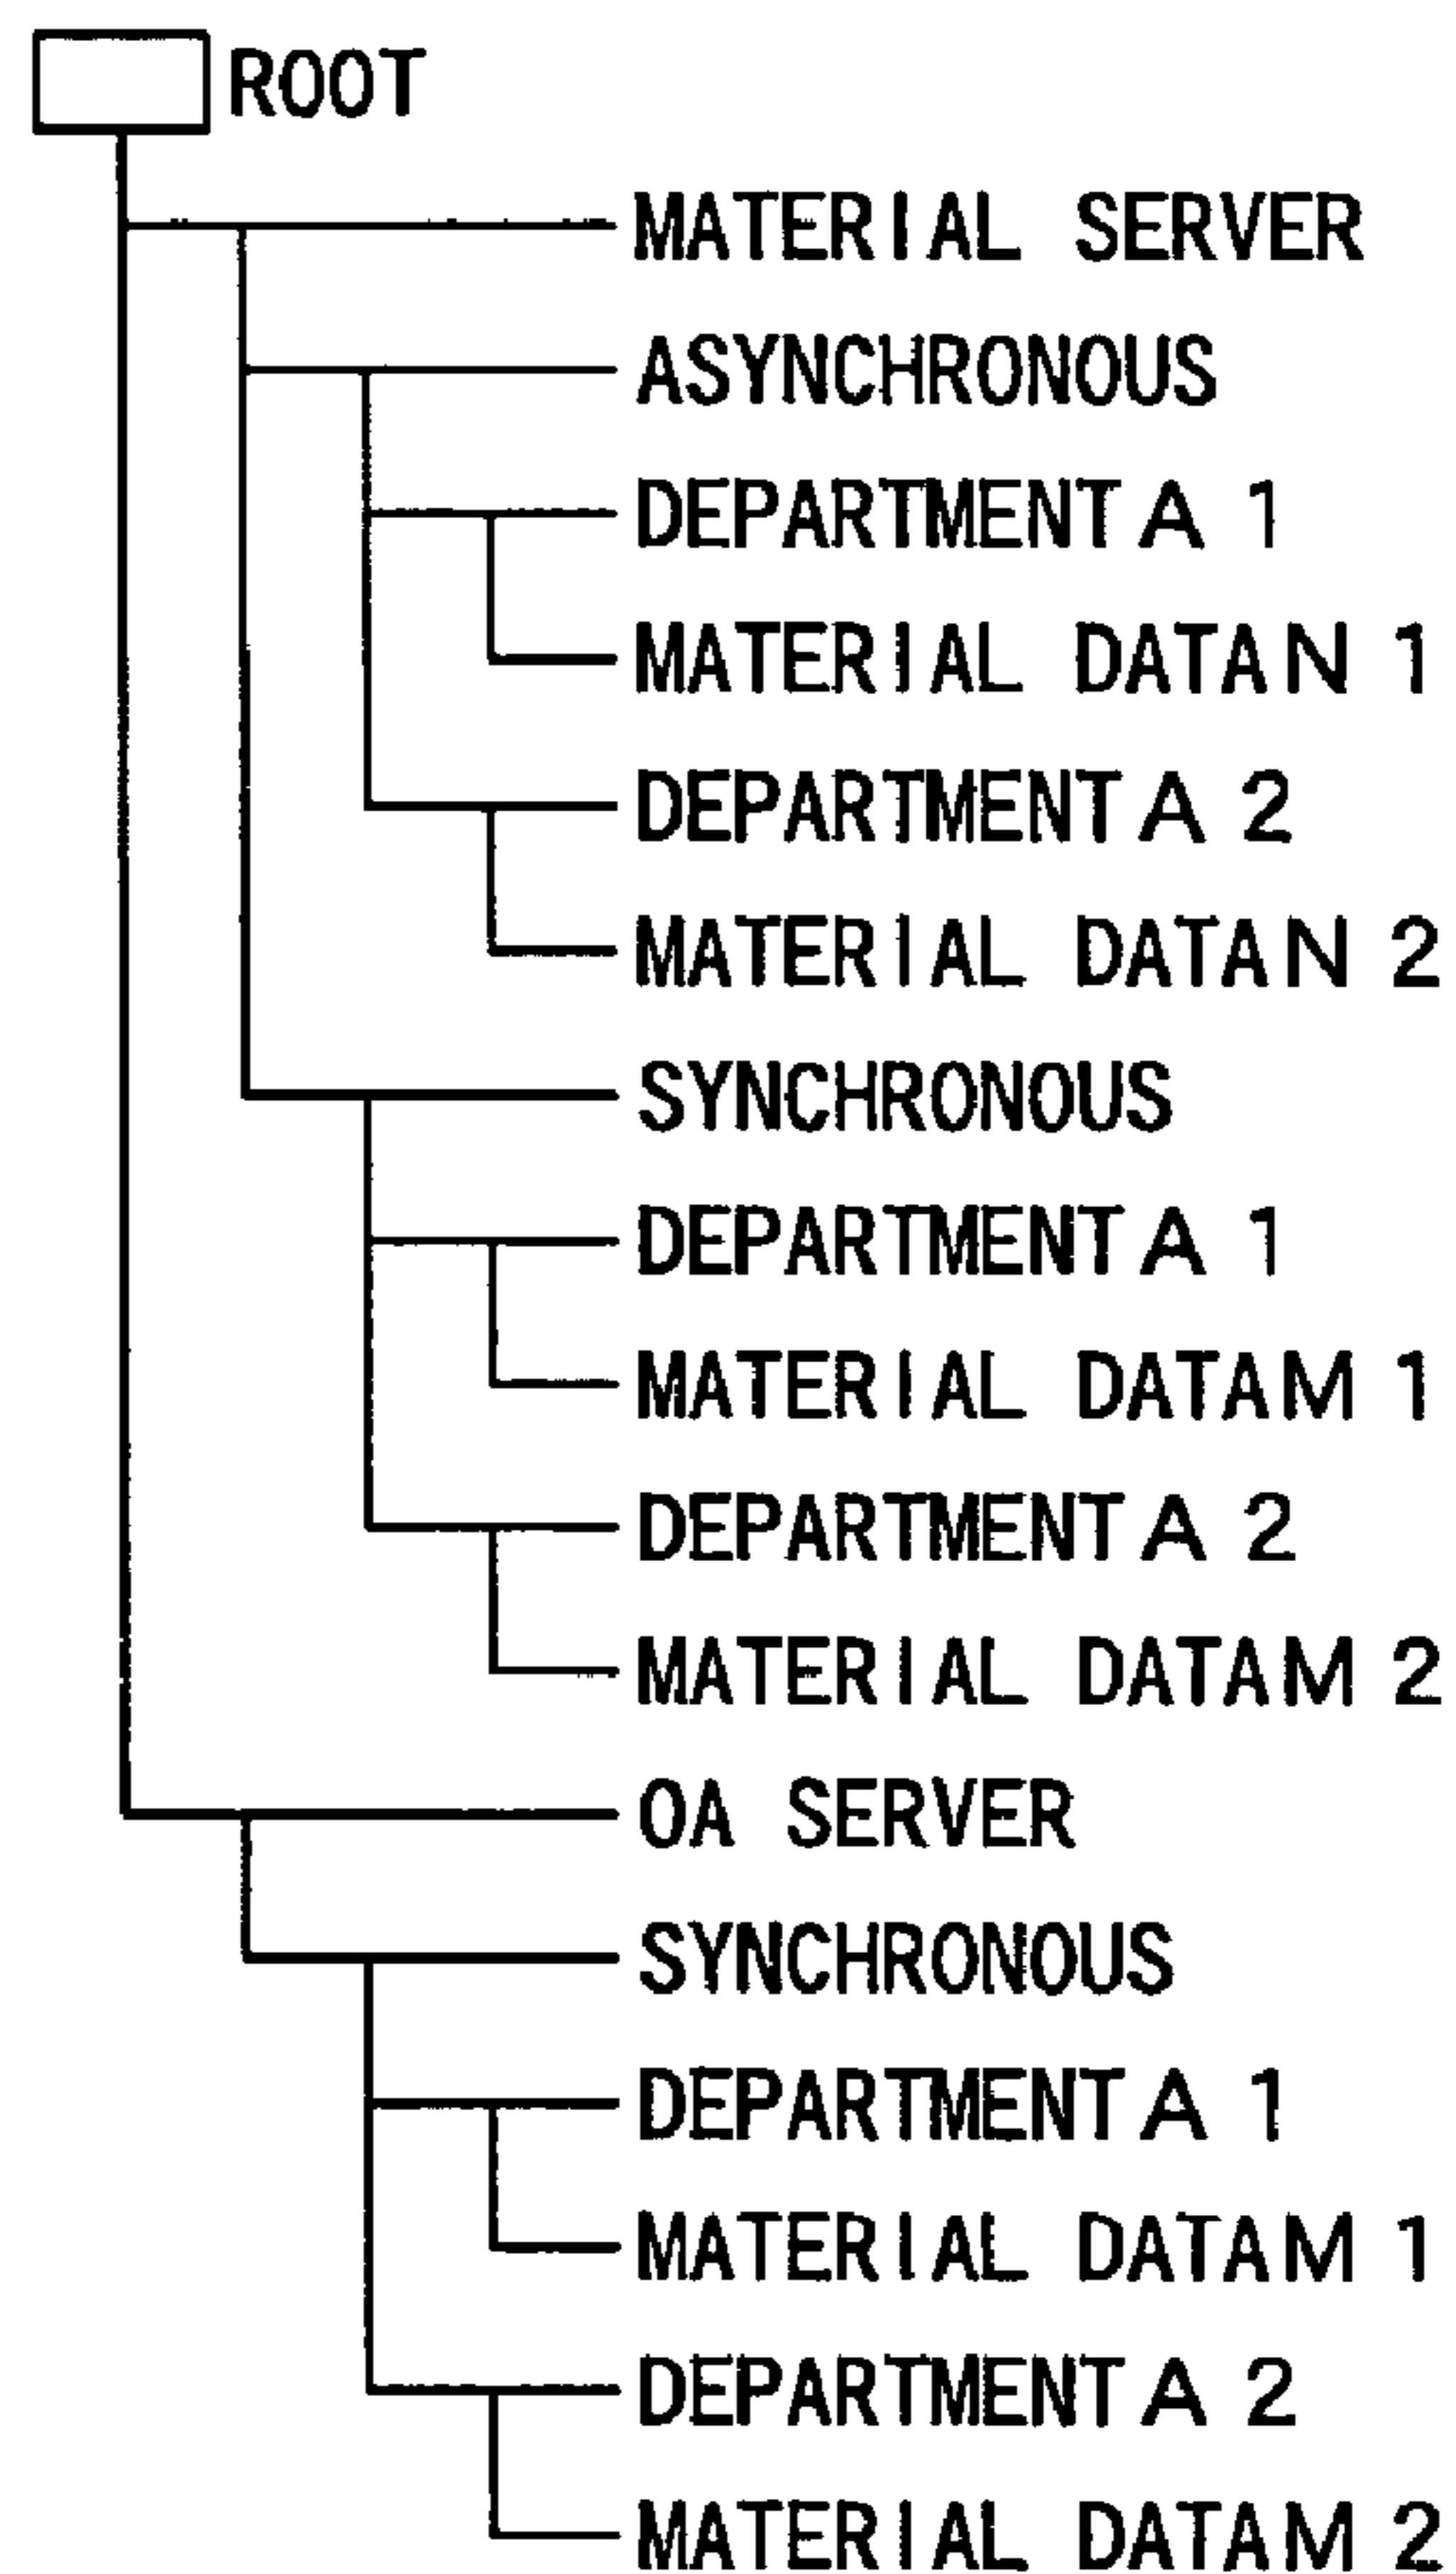 ROOT
MATERIAL SERVER
ASYNCHRONOUS
DEPARTMENT A 1
MATERIAL DATA N 1
DEPARTMENT A 2
MATERIAL DATA N 2
SYNCHRONOUS
DEPARTMENT A 1
MATERIAL DATA M 1
DEPARTMENT A 2
MATERIAL DATA M 2
OA SERVER
SYNCHRONOUS
DEPARTMENT A 1
MATERIAL DATA M 1
DEPARTMENT A 2
MATERIAL DATA M 2